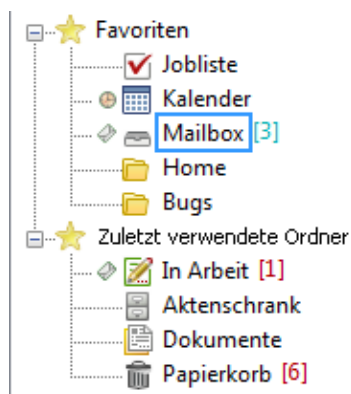 Favoriten
Jobliste
Kalender
Mailbox [3]
Home
Bugs
Zuletzt verwendete Ordner
In Arbeit [1]
Aktenschrank
Dokumente
Papierkorb [6]